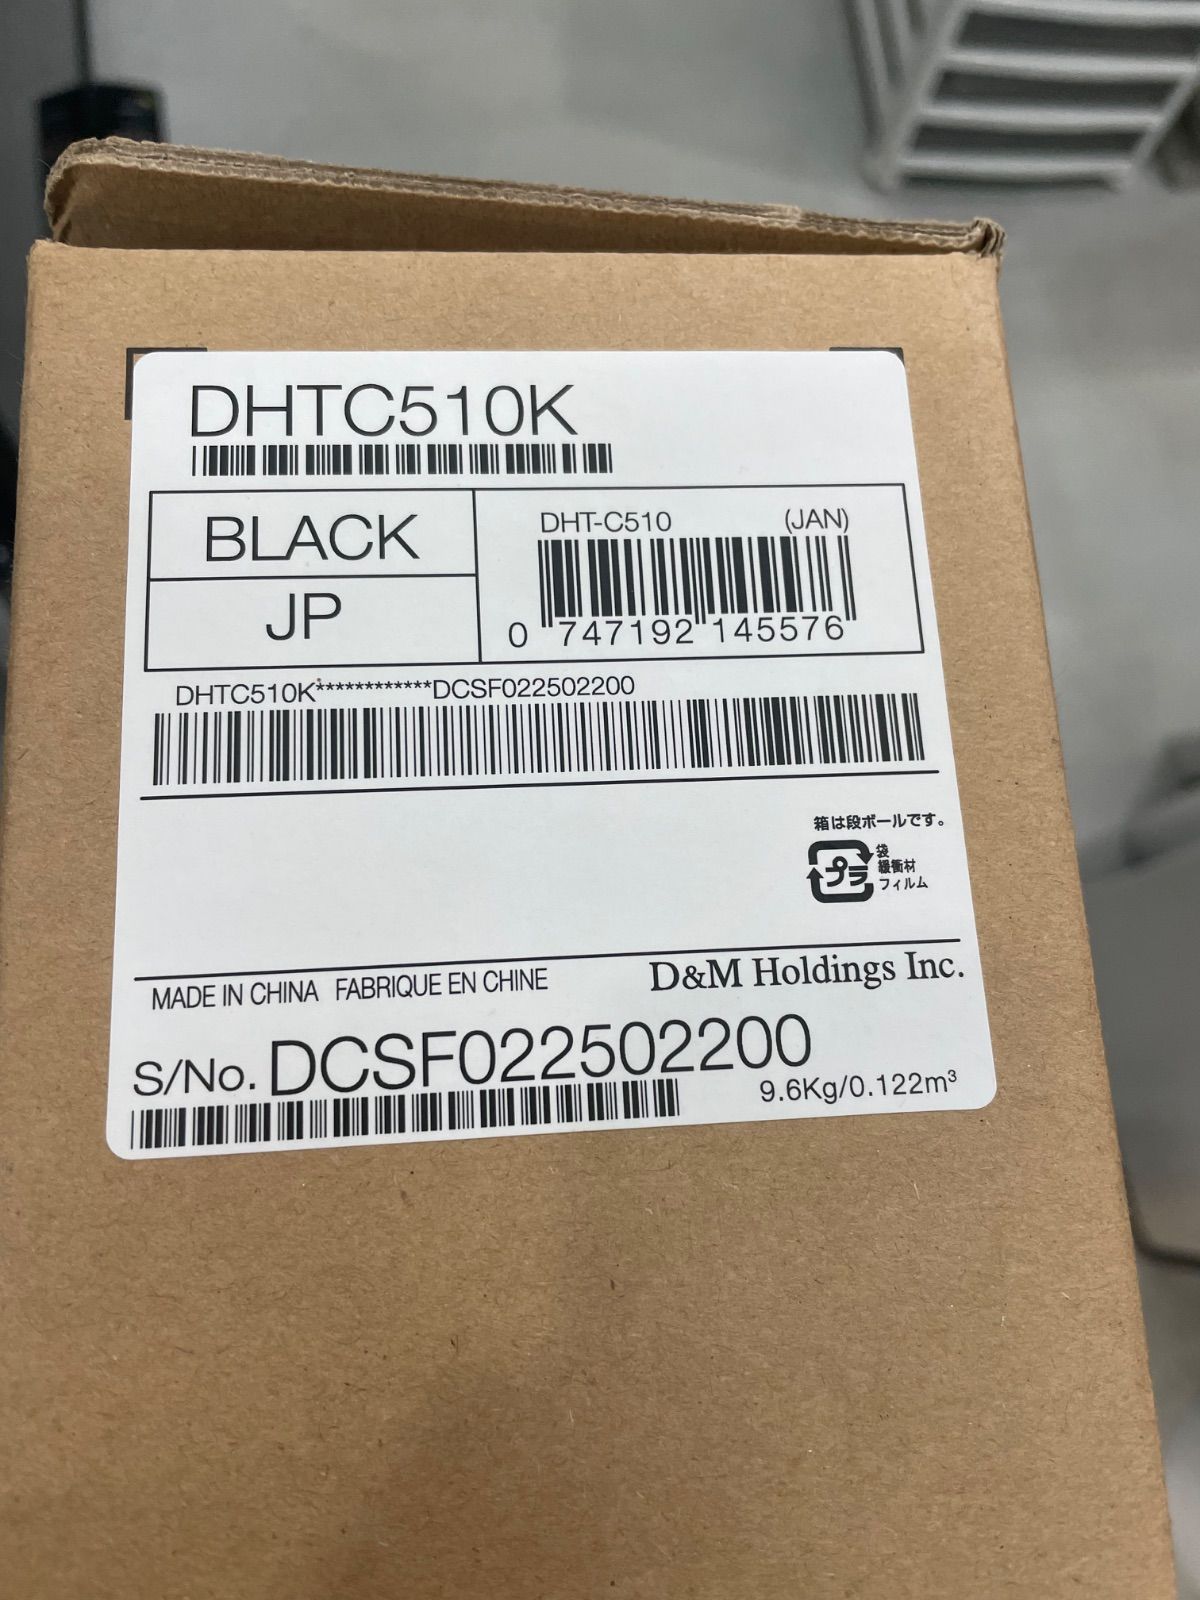 DHTC510K
BLACK
JP
DHT-C510 (JAN)
0 747192 145576
DHTC510K************DCSF022502200
箱は段ボールです。
プラ
袋
緩衝材
フィルム
MADE IN CHINA FABRIQUE EN CHINE
D&M Holdings Inc.
S/No. DCSF022502200
9.6Kg/0.122m³